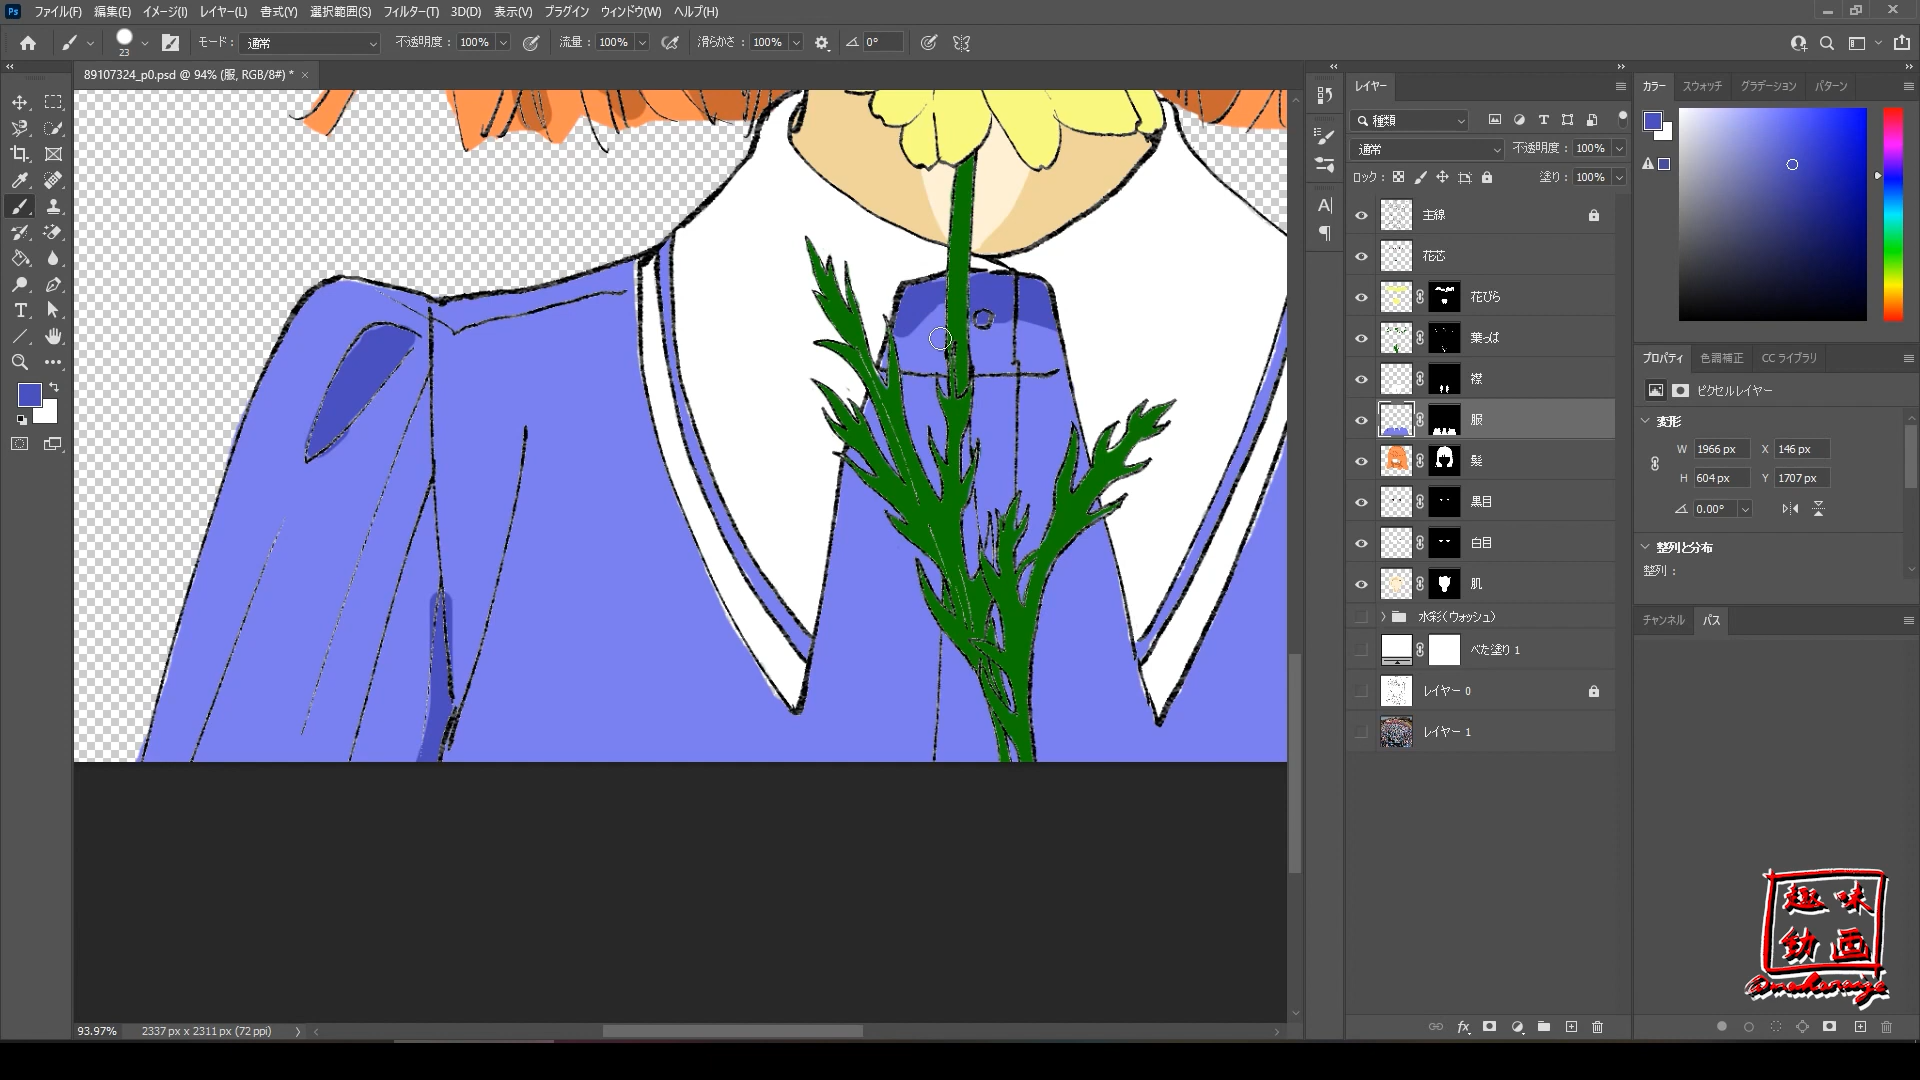 ファイル(F) 編集(E) イメージ(I) レイヤー(L) 書式(Y) 選択範囲(S) フィルター(T) 3D(D) 表示(V) プラグイン ウィンドウ(W) ヘルプ(H)
23 モード: 通常 不透明度: 100% 流量: 100% 滑らかさ: 100% 0°
89107324_p0.psd @ 94% (服, RGB/8#) *
レイヤー
種類
通常 不透明度: 100%
ロック: 塗り: 100%
主線
花芯
花びら
葉っぱ
襟
服
髪
黒目
白目
肌
水彩(ウォッシュ)
べた塗り 1
レイヤー 0
レイヤー 1
カラー スウォッチ グラデーション パターン
プロパティ 色調補正 CC ライブラリ
ピクセルレイヤー
変形
W 1966 px X 146 px
H 604 px Y 1707 px
0.00°
整列と分布
整列:
チャンネル パス
趣味
動画
93.97% 2337 px x 2311 px (72 ppi)